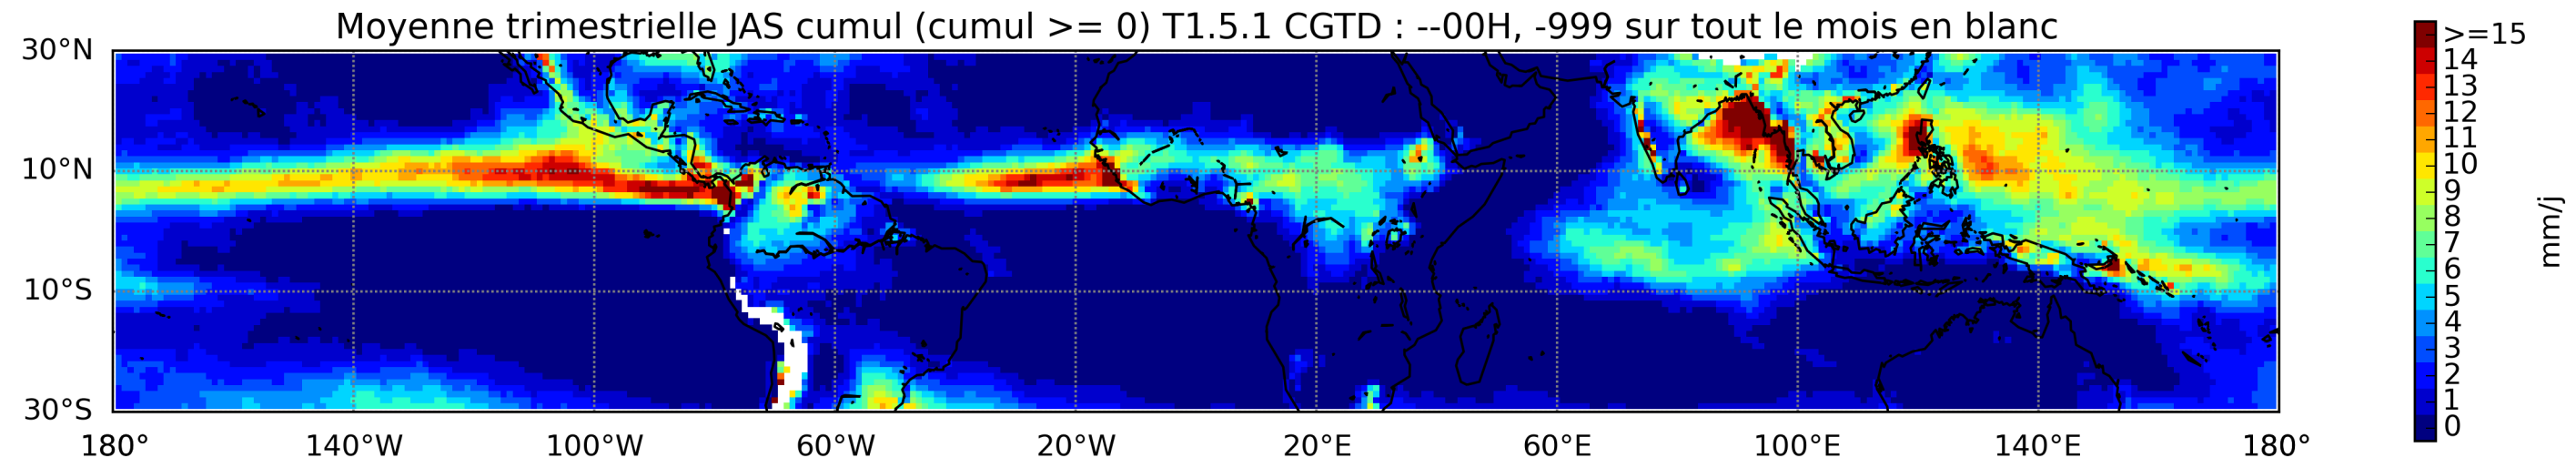 Moyenne trimestrielle JAS cumul (cumul >= 0) T1.5.1 CGTD : --00H, -999 sur tout le mois en blanc
30°N
10°N
10°S
30°S
180° 140°W 100°W 60°W 20°W 20°E 60°E 100°E 140°E 180°
>=15
14
13
12
11
10
9
8
7
6
5
4
3
2
1
0
mm/j